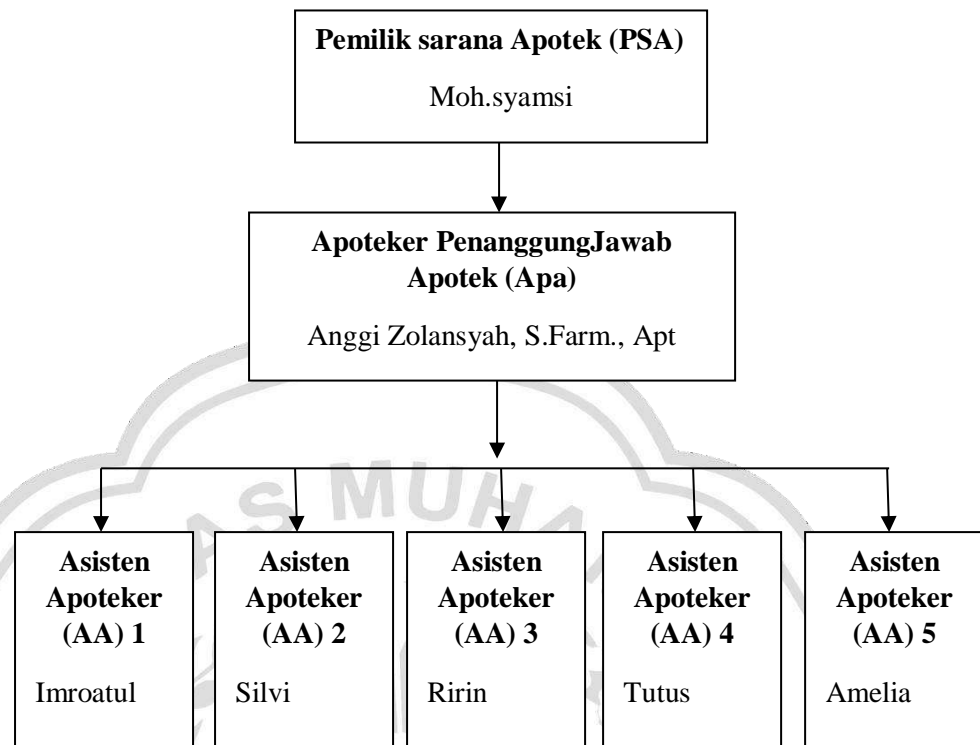 Pemilik sarana Apotek (PSA)
Moh.syamsi
Apoteker PenanggungJawab
Apotek (Apa)
Anggi Zolansyah, S.Farm., Apt
AS MUHA
Asisten
Apoteker
(AA) 1
Imroatul
Asisten
Apoteker
(AA) 2
Silvi
Asisten
Apoteker
(AA) 3
Ririn
Asisten
Apoteker
(AA) 4
Tutus
Asisten
Apoteker
(AA) 5
Amelia